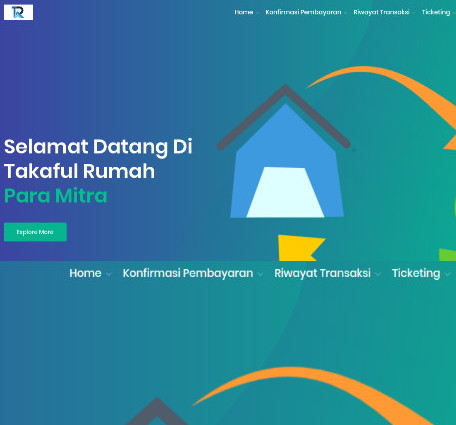 TR
Home Konfirmasi Pembayaran Riwayat Transaksi Ticketing
Selamat Datang Di
Takaful Rumah
Para Mitra
Explore More
Home Konfirmasi Pembayaran Riwayat Transaksi Ticketing